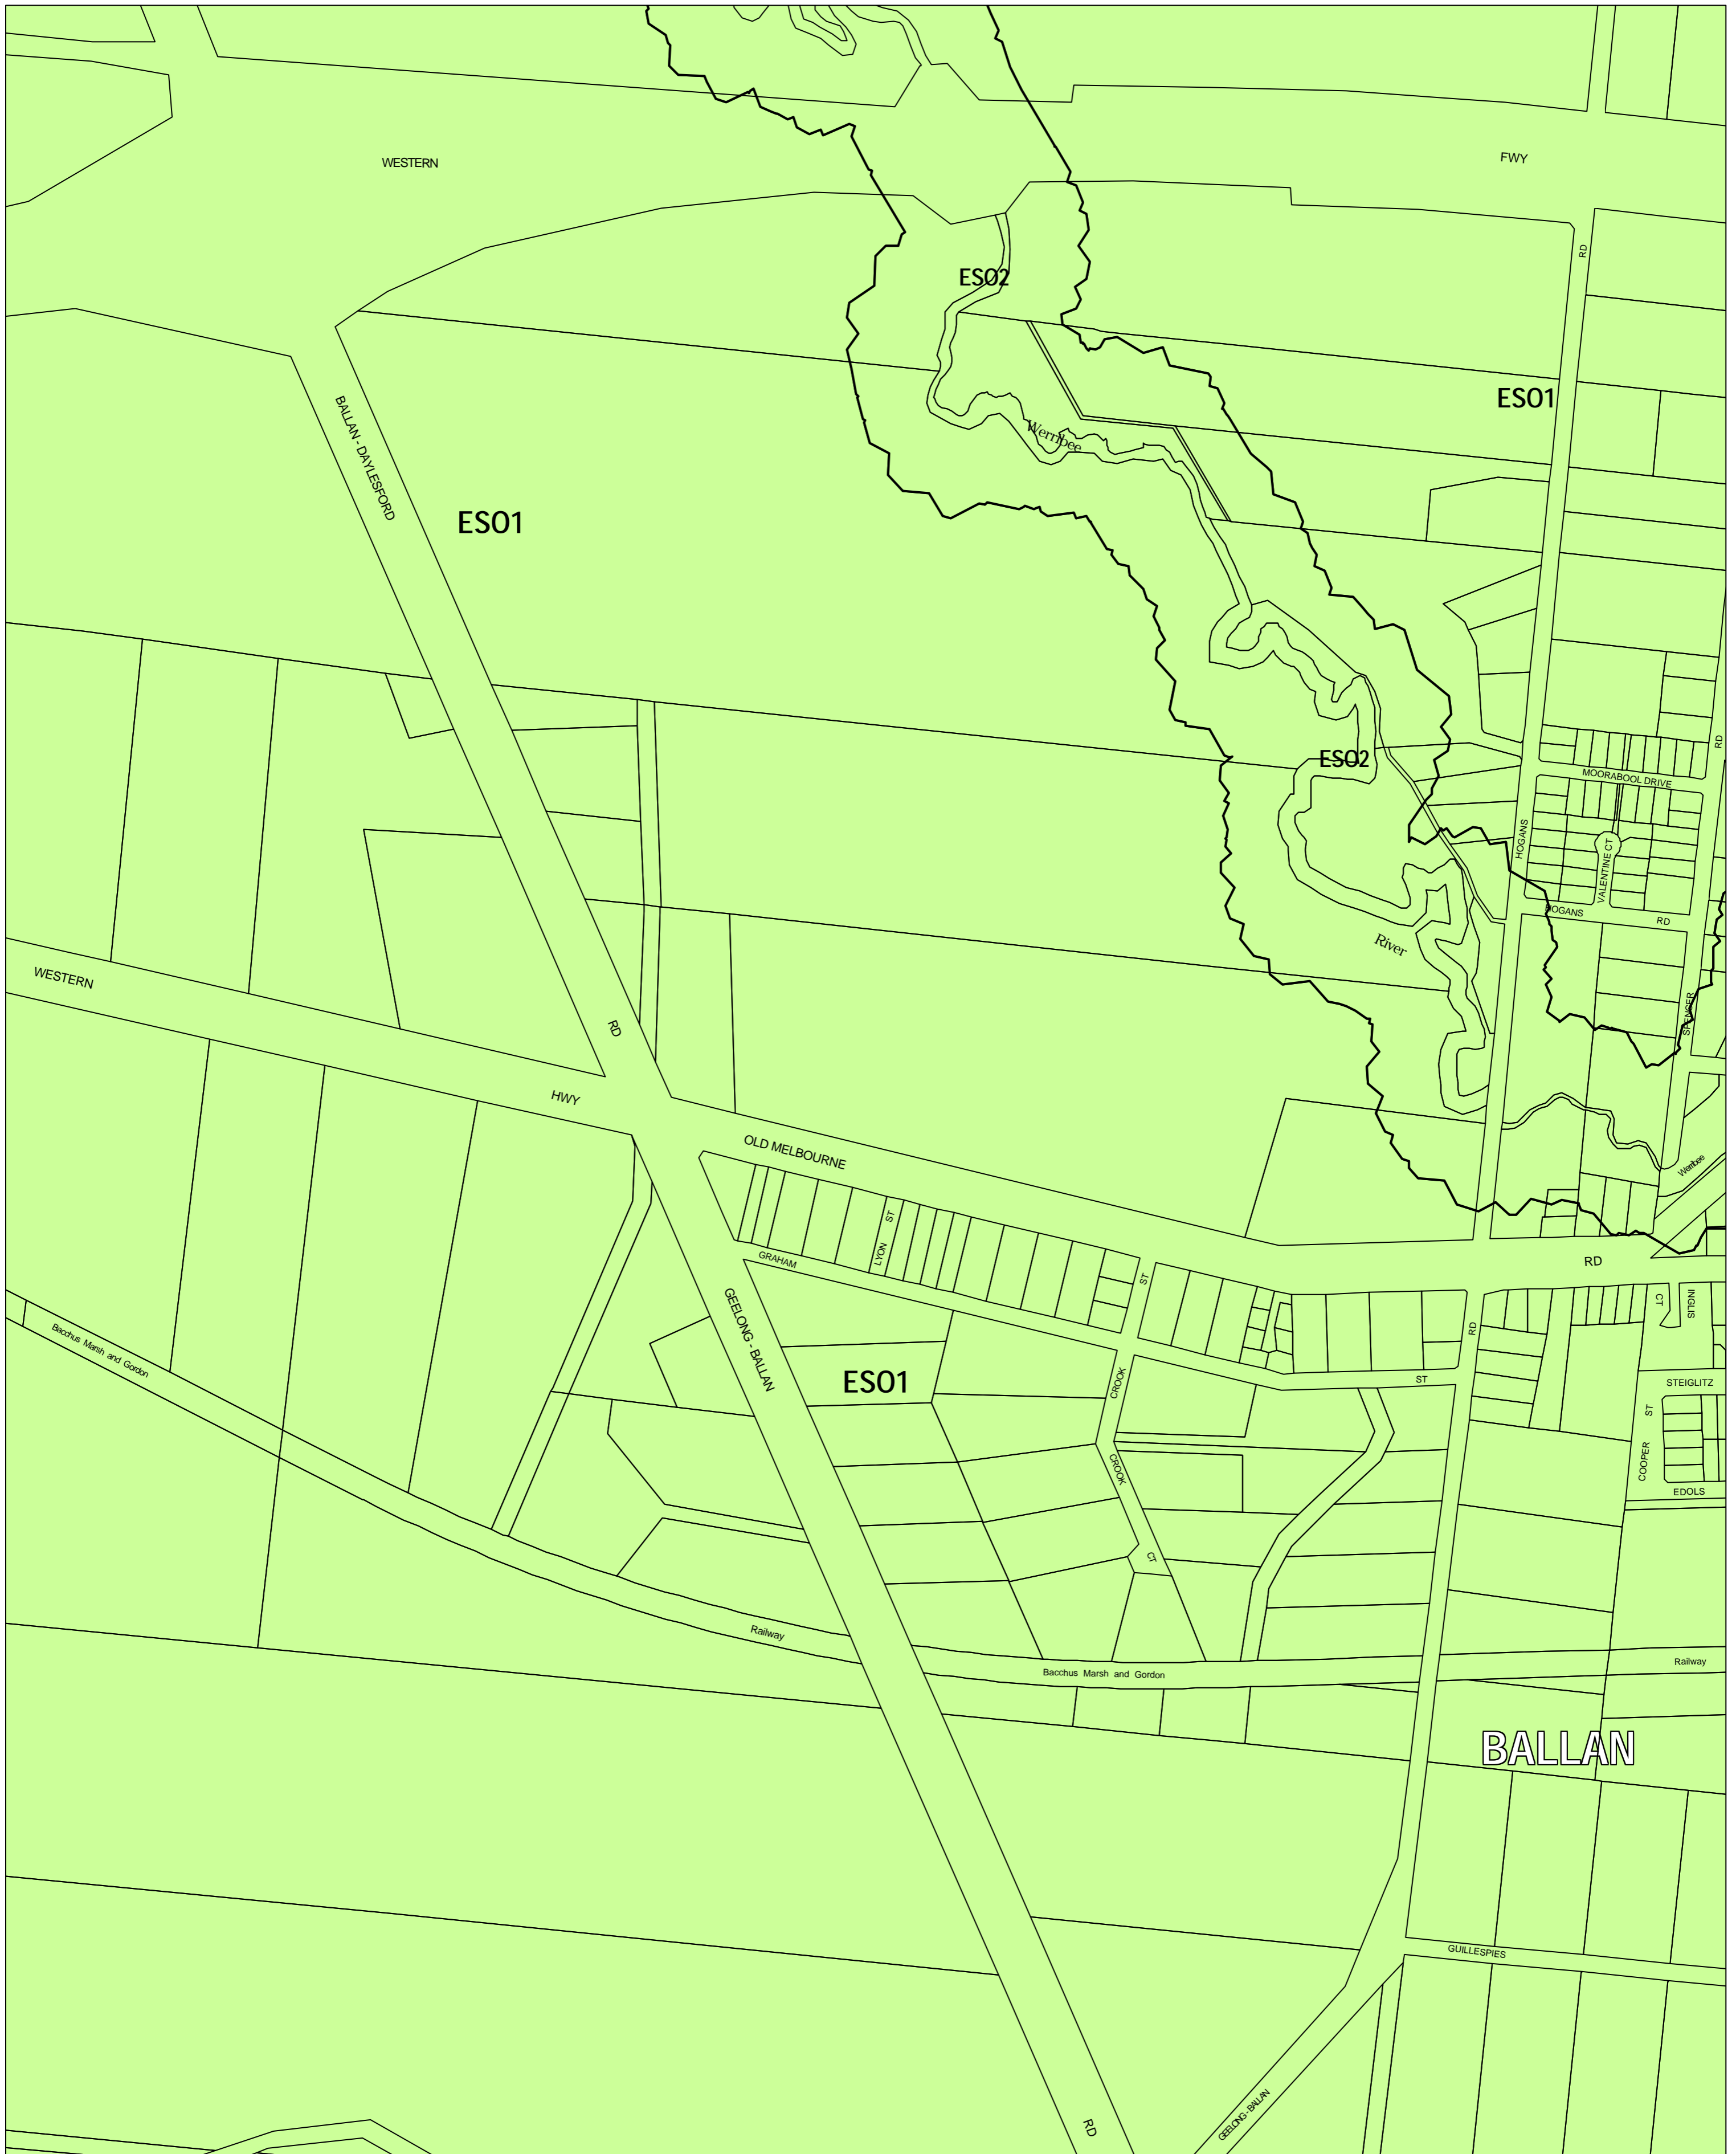 WESTERN
FWY
RD
ESO2
ESO1
BALLAN - DAYLESFORD
Werribee
ESO1
RD
ESO2
MOORABOOL DRIVE
HOGANS
VALENTINE CT
HOGANS
RD
River
WESTERN
SPENCER
RD
HWY
OLD MELBOURNE
Werribee
LYON
ST
GRAHAM
ST
RD
GEELONG - BALLAN
CT
INGLIS
RD
Bacchus Marsh and Gordon
ESO1
CROOK
ST
STEIGLITZ
ST
COOPER
CROOK
EDOLS
CT
Railway
Bacchus Marsh and Gordon
Railway
BALLAN
GUILLESPIES
GEELONG - BALLAN
RD